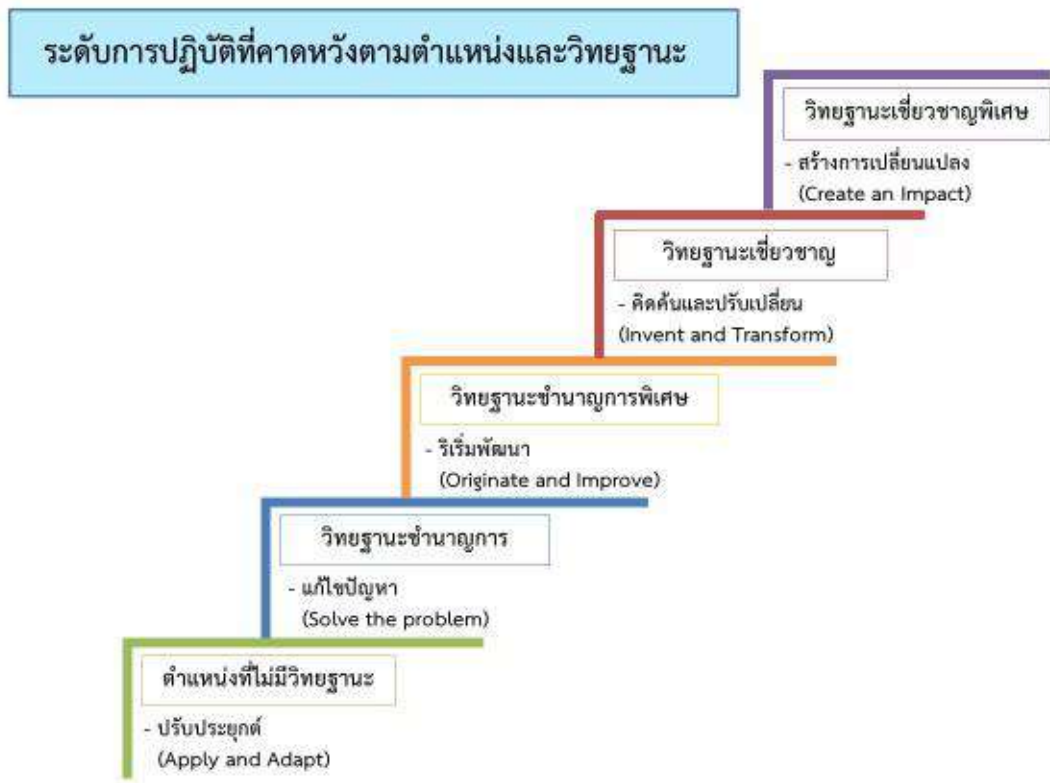 ระดับการปฏิบัติที่คาดหวังตามตำแหน่งและวิทยฐานะ
วิทยฐานะเชี่ยวชาญพิเศษ
- สร้างการเปลี่ยนแปลง
(Create an Impact)
วิทยฐานะเชี่ยวชาญ
- คิดค้นและปรับเปลี่ยน
(Invent and Transform)
วิทยฐานะชำนาญการพิเศษ
- ริเริ่มพัฒนา
(Originate and Improve)
วิทยฐานะชำนาญการ
- แก้ไขปัญหา
(Solve the problem)
ตำแหน่งที่ไม่มีวิทยฐานะ
- ปรับประยุกต์
(Apply and Adapt)